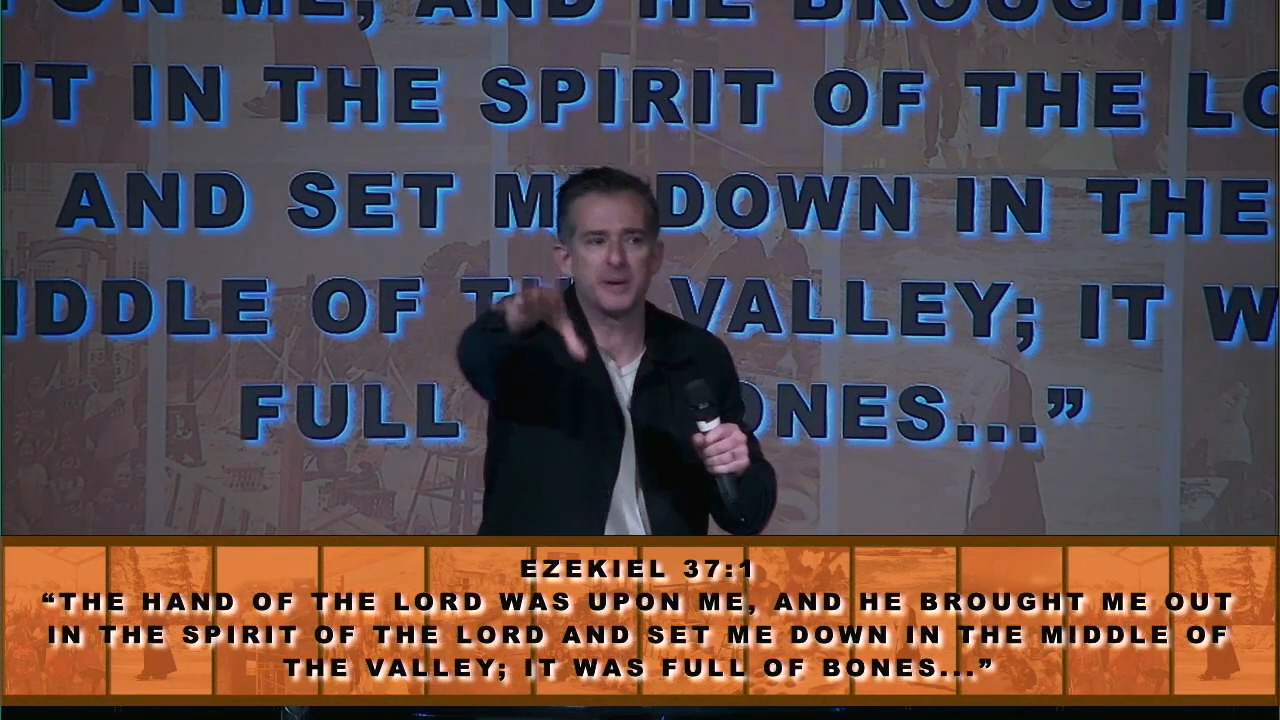 ON ME, AND HE BROUGHT
UT IN THE SPIRIT OF THE LO
AND SET ME DOWN IN THE
IDDLE OF THE VALLEY; IT W
FULL ONES...”
EZEKIEL 37:1
“THE HAND OF THE LORD WAS UPON ME, AND HE BROUGHT ME OUT
IN THE SPIRIT OF THE LORD AND SET ME DOWN IN THE MIDDLE OF
THE VALLEY; IT WAS FULL OF BONES...”